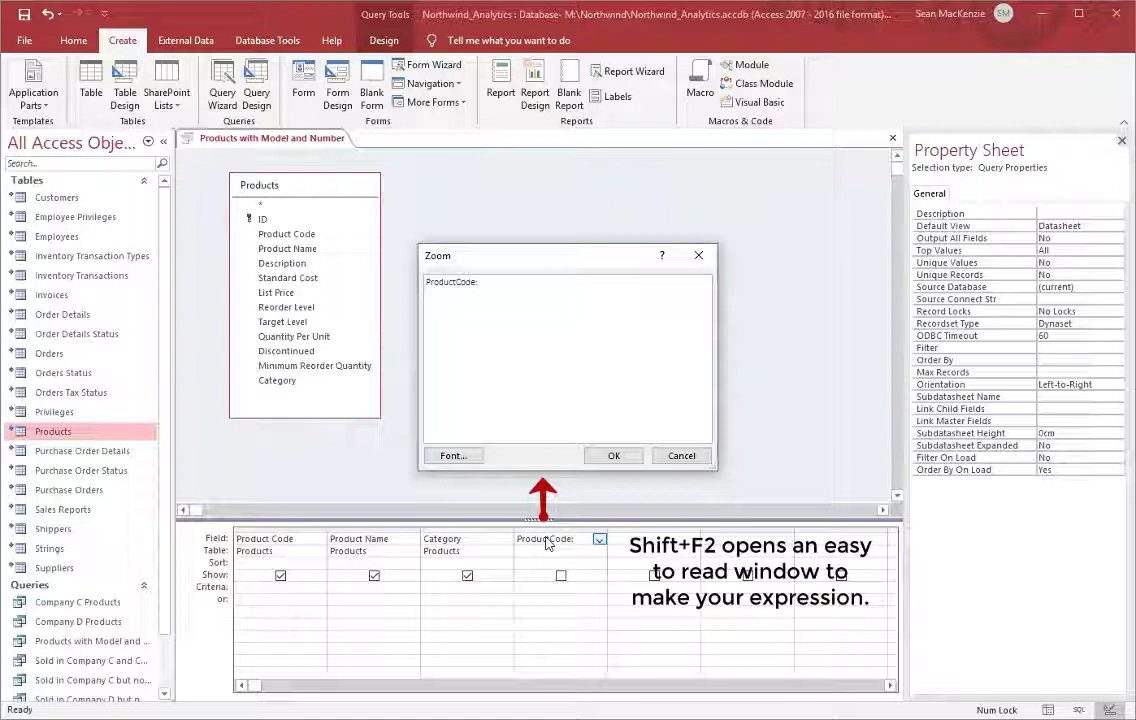 Query Tools
Northwind_Analytics : Database- M:\Northwind\Northwind_Analytics.accdb (Access 2007 - 2016 file format)...
Sean MacKenzie
SM
File
Home
Create
External Data
Database Tools
Help
Design
Tell me what you want to do
Application Parts
Table
Table Design
SharePoint Lists
Query Wizard
Query Design
Form
Form Design
Blank Form
Form Wizard
Navigation
More Forms
Report
Report Design
Blank Report
Report Wizard
Labels
Macro
Module
Class Module
Visual Basic
Templates
Tables
Queries
Forms
Reports
Macros & Code
All Access Obje...
Search...
Tables
Customers
Employee Privileges
Employees
Inventory Transaction Types
Inventory Transactions
Invoices
Order Details
Order Details Status
Orders
Orders Status
Orders Tax Status
Privileges
Products
Purchase Order Details
Purchase Order Status
Purchase Orders
Sales Reports
Shippers
Strings
Suppliers
Queries
Company C Products
Company D Products
Products with Model and ...
Sold in Company C and C...
Sold in Company C but no...
Sold in Company D but n...
Products with Model and Number
Products
*
ID
Product Code
Product Name
Description
Standard Cost
List Price
Reorder Level
Target Level
Quantity Per Unit
Discontinued
Minimum Reorder Quantity
Category
Zoom
?
ProductCode:
Font...
OK
Cancel
Field: Product Code Product Name Category ProductCode:
Table: Products Products Products
Sort:
Show:
Criteria:
or:
Shift+F2 opens an easy
to read window to
make your expression.
Property Sheet
Selection type: Query Properties
General
Description
Default View Datasheet
Output All Fields No
Top Values All
Unique Values No
Unique Records No
Source Database (current)
Source Connect Str
Record Locks No Locks
Recordset Type Dynaset
ODBC Timeout 60
Filter
Order By
Max Records
Orientation Left-to-Right
Subdatasheet Name
Link Child Fields
Link Master Fields
Subdatasheet Height 0cm
Subdatasheet Expanded No
Filter On Load No
Order By On Load Yes
Ready
Num Lock
SQL